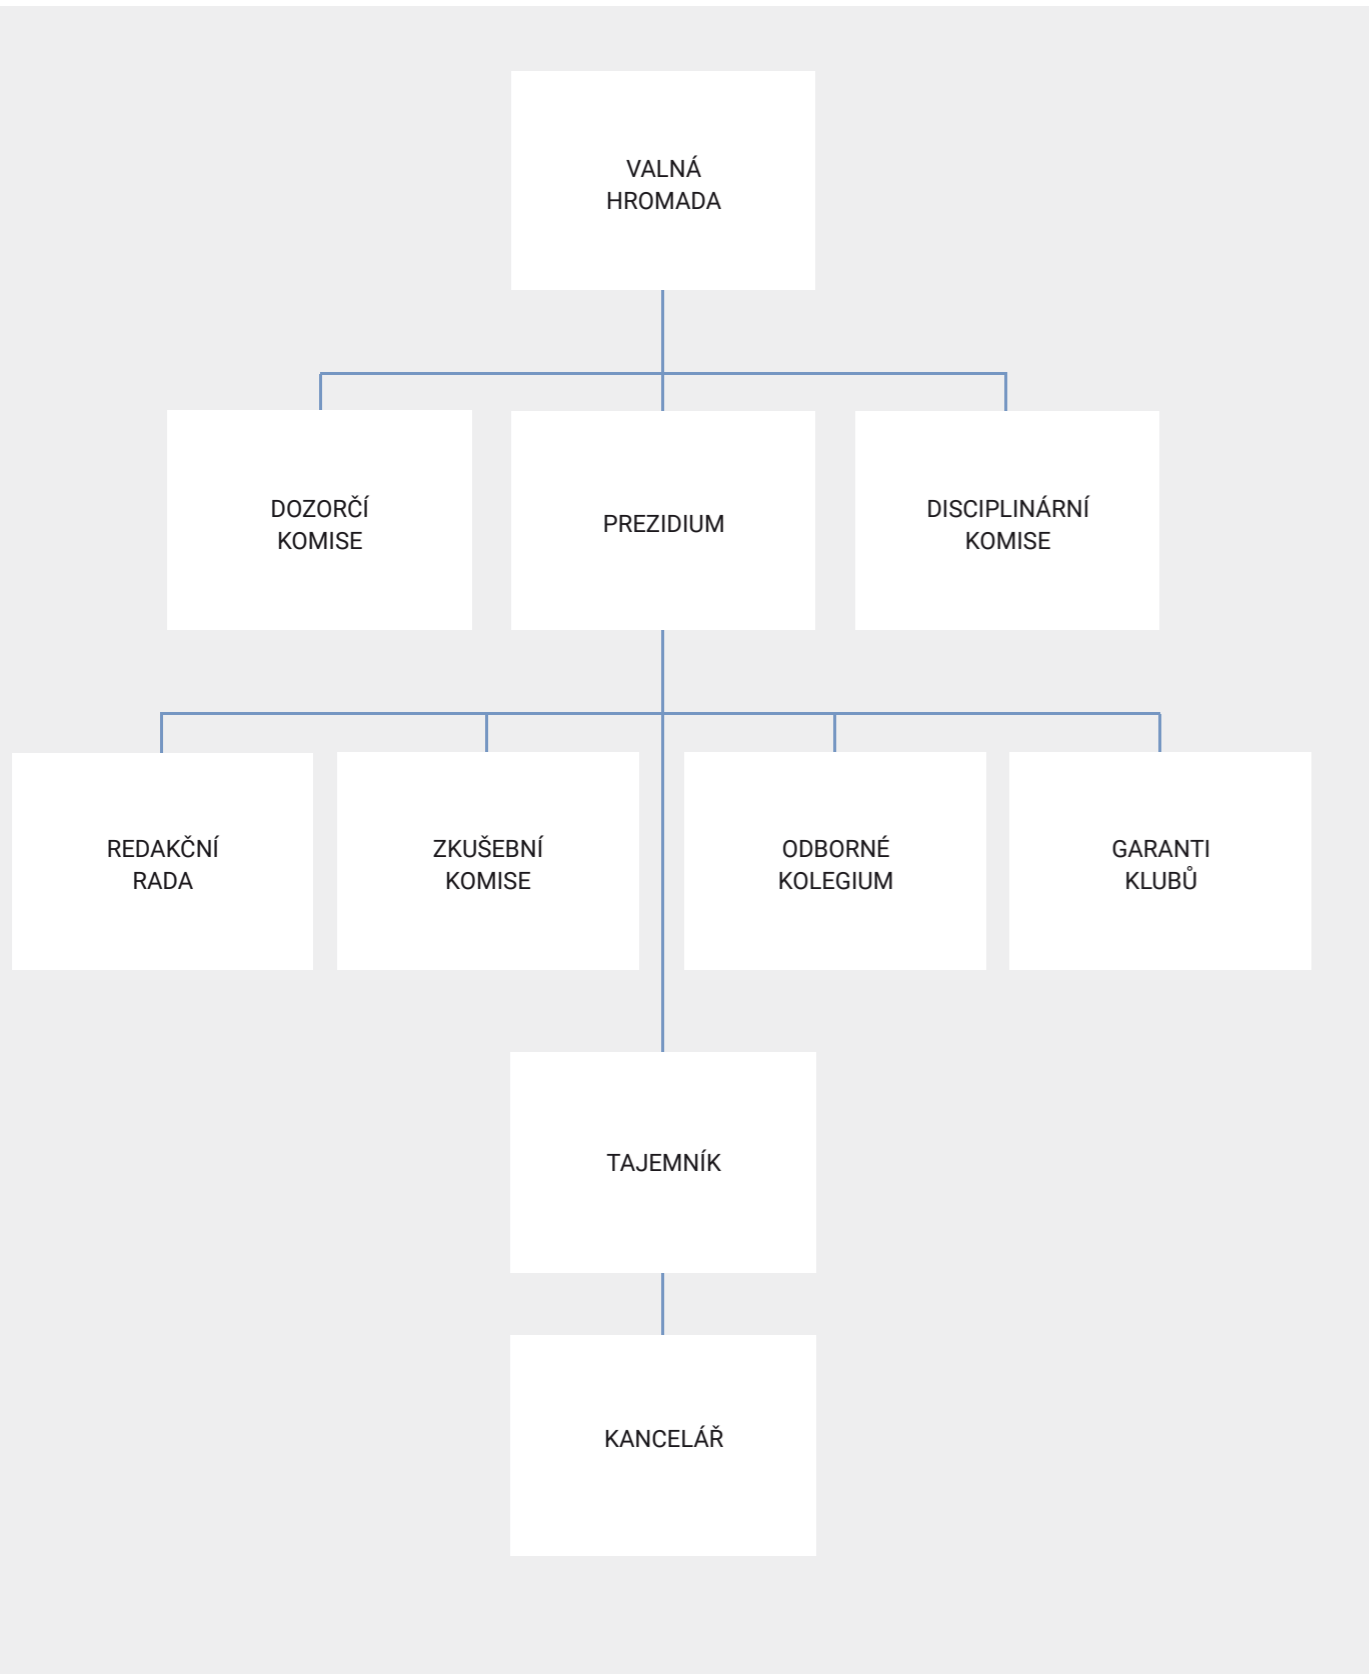 VALNÁ
HROMADA
DOZORČÍ
KOMISE
PREZIDIUM
DISCIPLINÁRNÍ
KOMISE
REDAKČNÍ
RADA
ZKUŠEBNÍ
KOMISE
ODBORNÉ
KOLEGIUM
GARANTI
KLUBŮ
TAJEMNÍK
KANCELÁŘ